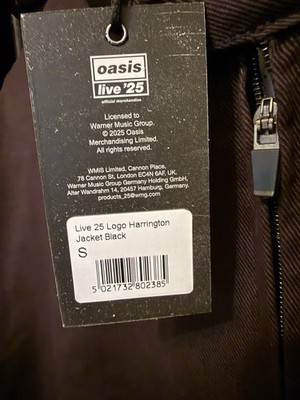 oasis
live '25
official merchandise
Licensed to
Warner Music Group.
© 2025 Oasis
Merchandising Limited.
All rights reserved.
WMIS Limited, Cannon Place,
78 Cannon St, London EC4N 6AF, UK.
Warner Music Group Germany Holding GmbH,
Alter Wandrahm 14, 20457 Hamburg, Germany.
products_25@wmg.com
Live 25 Logo Harrington
Jacket Black
S
5 021732 802385